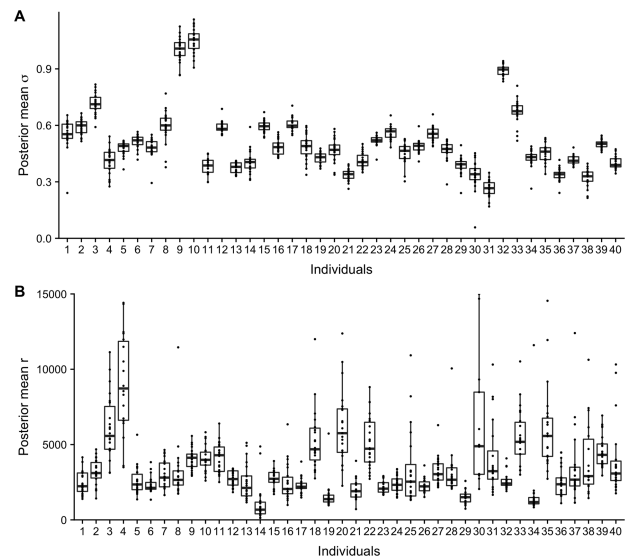 A
Posterior mean σ
0.9
0.6
0.3
0.0
1 2 3 4 5 6 7 8 9 10 11 12 13 14 15 16 17 18 19 20 21 22 23 24 25 26 27 28 29 30 31 32 33 34 35 36 37 38 39 40
Individuals
B
Posterior mean r
15000
10000
5000
0
1 2 3 4 5 6 7 8 9 10 11 12 13 14 15 16 17 18 19 20 21 22 23 24 25 26 27 28 29 30 31 32 33 34 35 36 37 38 39 40
Individuals